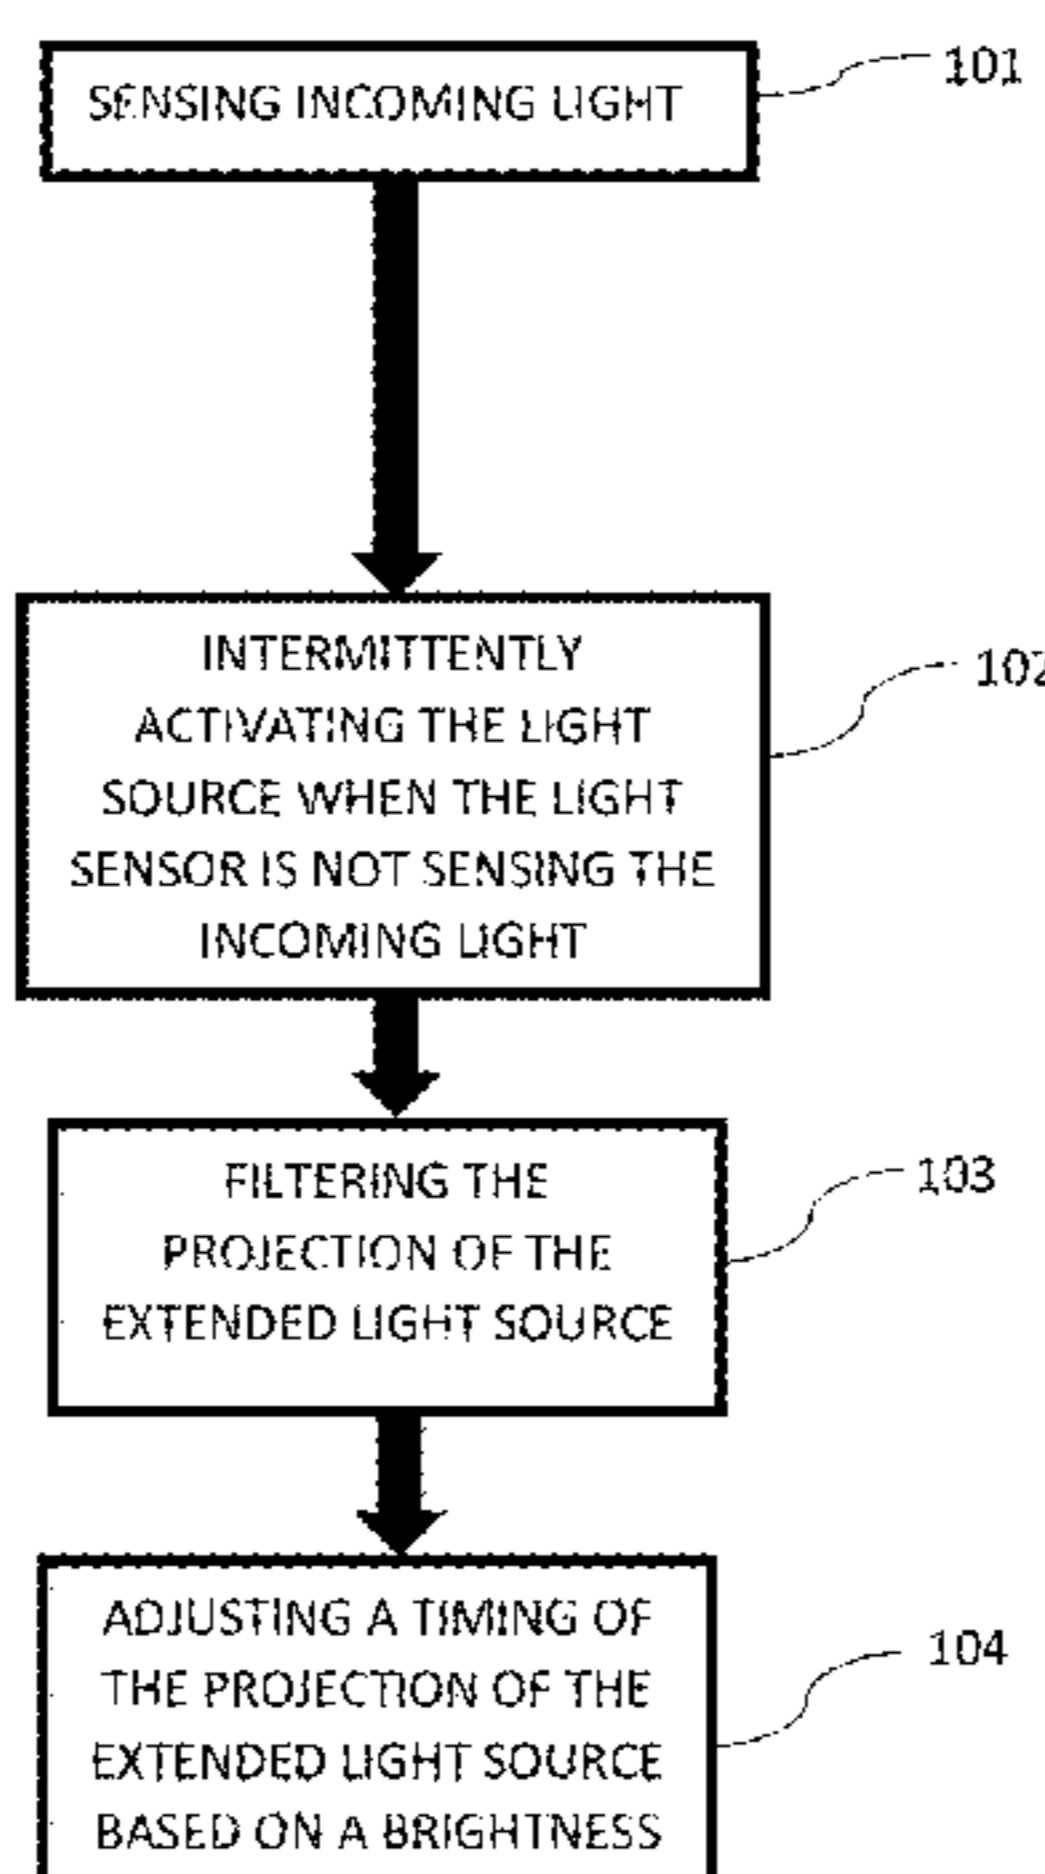 SENSING INCOMING LIGHT
101
INTERMITTENTLY
ACTIVATING THE LIGHT
SOURCE WHEN THE LIGHT
SENSOR IS NOT SENSING THE
INCOMING LIGHT
102
FILTERING THE
PROJECTION OF THE
EXTENDED LIGHT SOURCE
103
ADJUSTING A TIMING OF
THE PROJECTION OF THE
EXTENDED LIGHT SOURCE
BASED ON A BRIGHTNESS
104